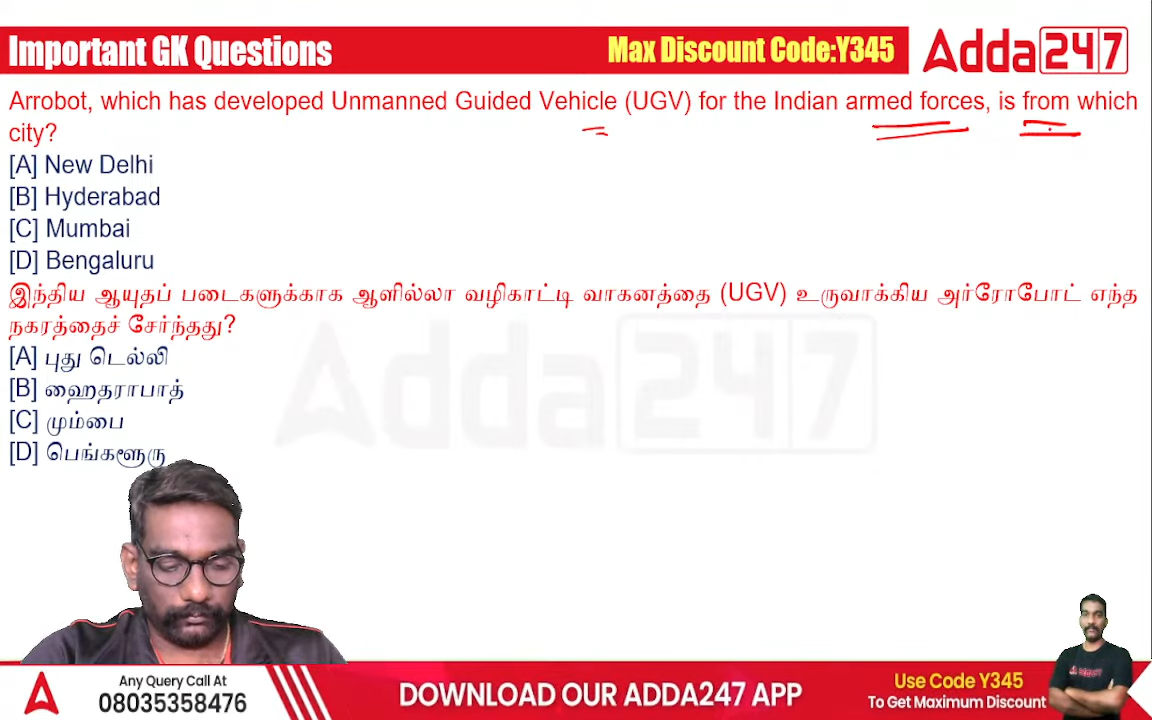 Important GK Questions
Max Discount Code:Y345
Adda247
Arrobot, which has developed Unmanned Guided Vehicle (UGV) for the Indian armed forces, is from which
city?
[A] New Delhi
[B] Hyderabad
[C] Mumbai
[D] Bengaluru
இந்திய ஆயுதப் படைகளுக்காக ஆளில்லா வழிகாட்டி வாகனத்தை (UGV) உருவாக்கிய அர்ரோபோட் எந்த
நகரத்தைச் சேர்ந்தது?
[A] புது டெல்லி
[B] ஹைதராபாத்
[C] மும்பை
[D] பெங்களூரு
Adda247
Any Query Call At
08035358476
DOWNLOAD OUR ADDA247 APP
Use Code Y345
To Get Maximum Discount